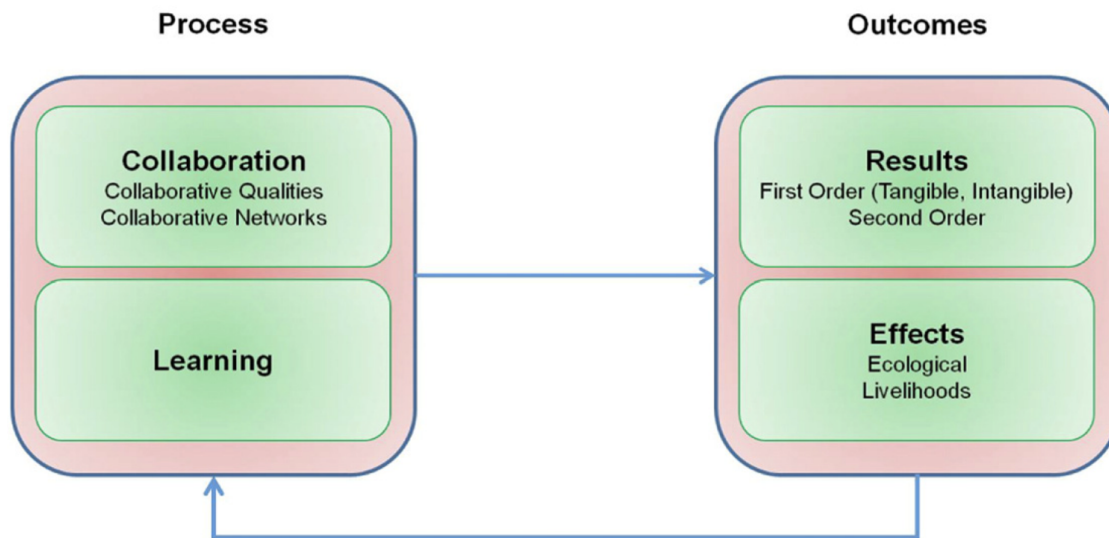 Process
Collaboration
Collaborative Qualities
Collaborative Networks
Learning
Outcomes
Results
First Order (Tangible, Intangible)
Second Order
Effects
Ecological
Livelihoods